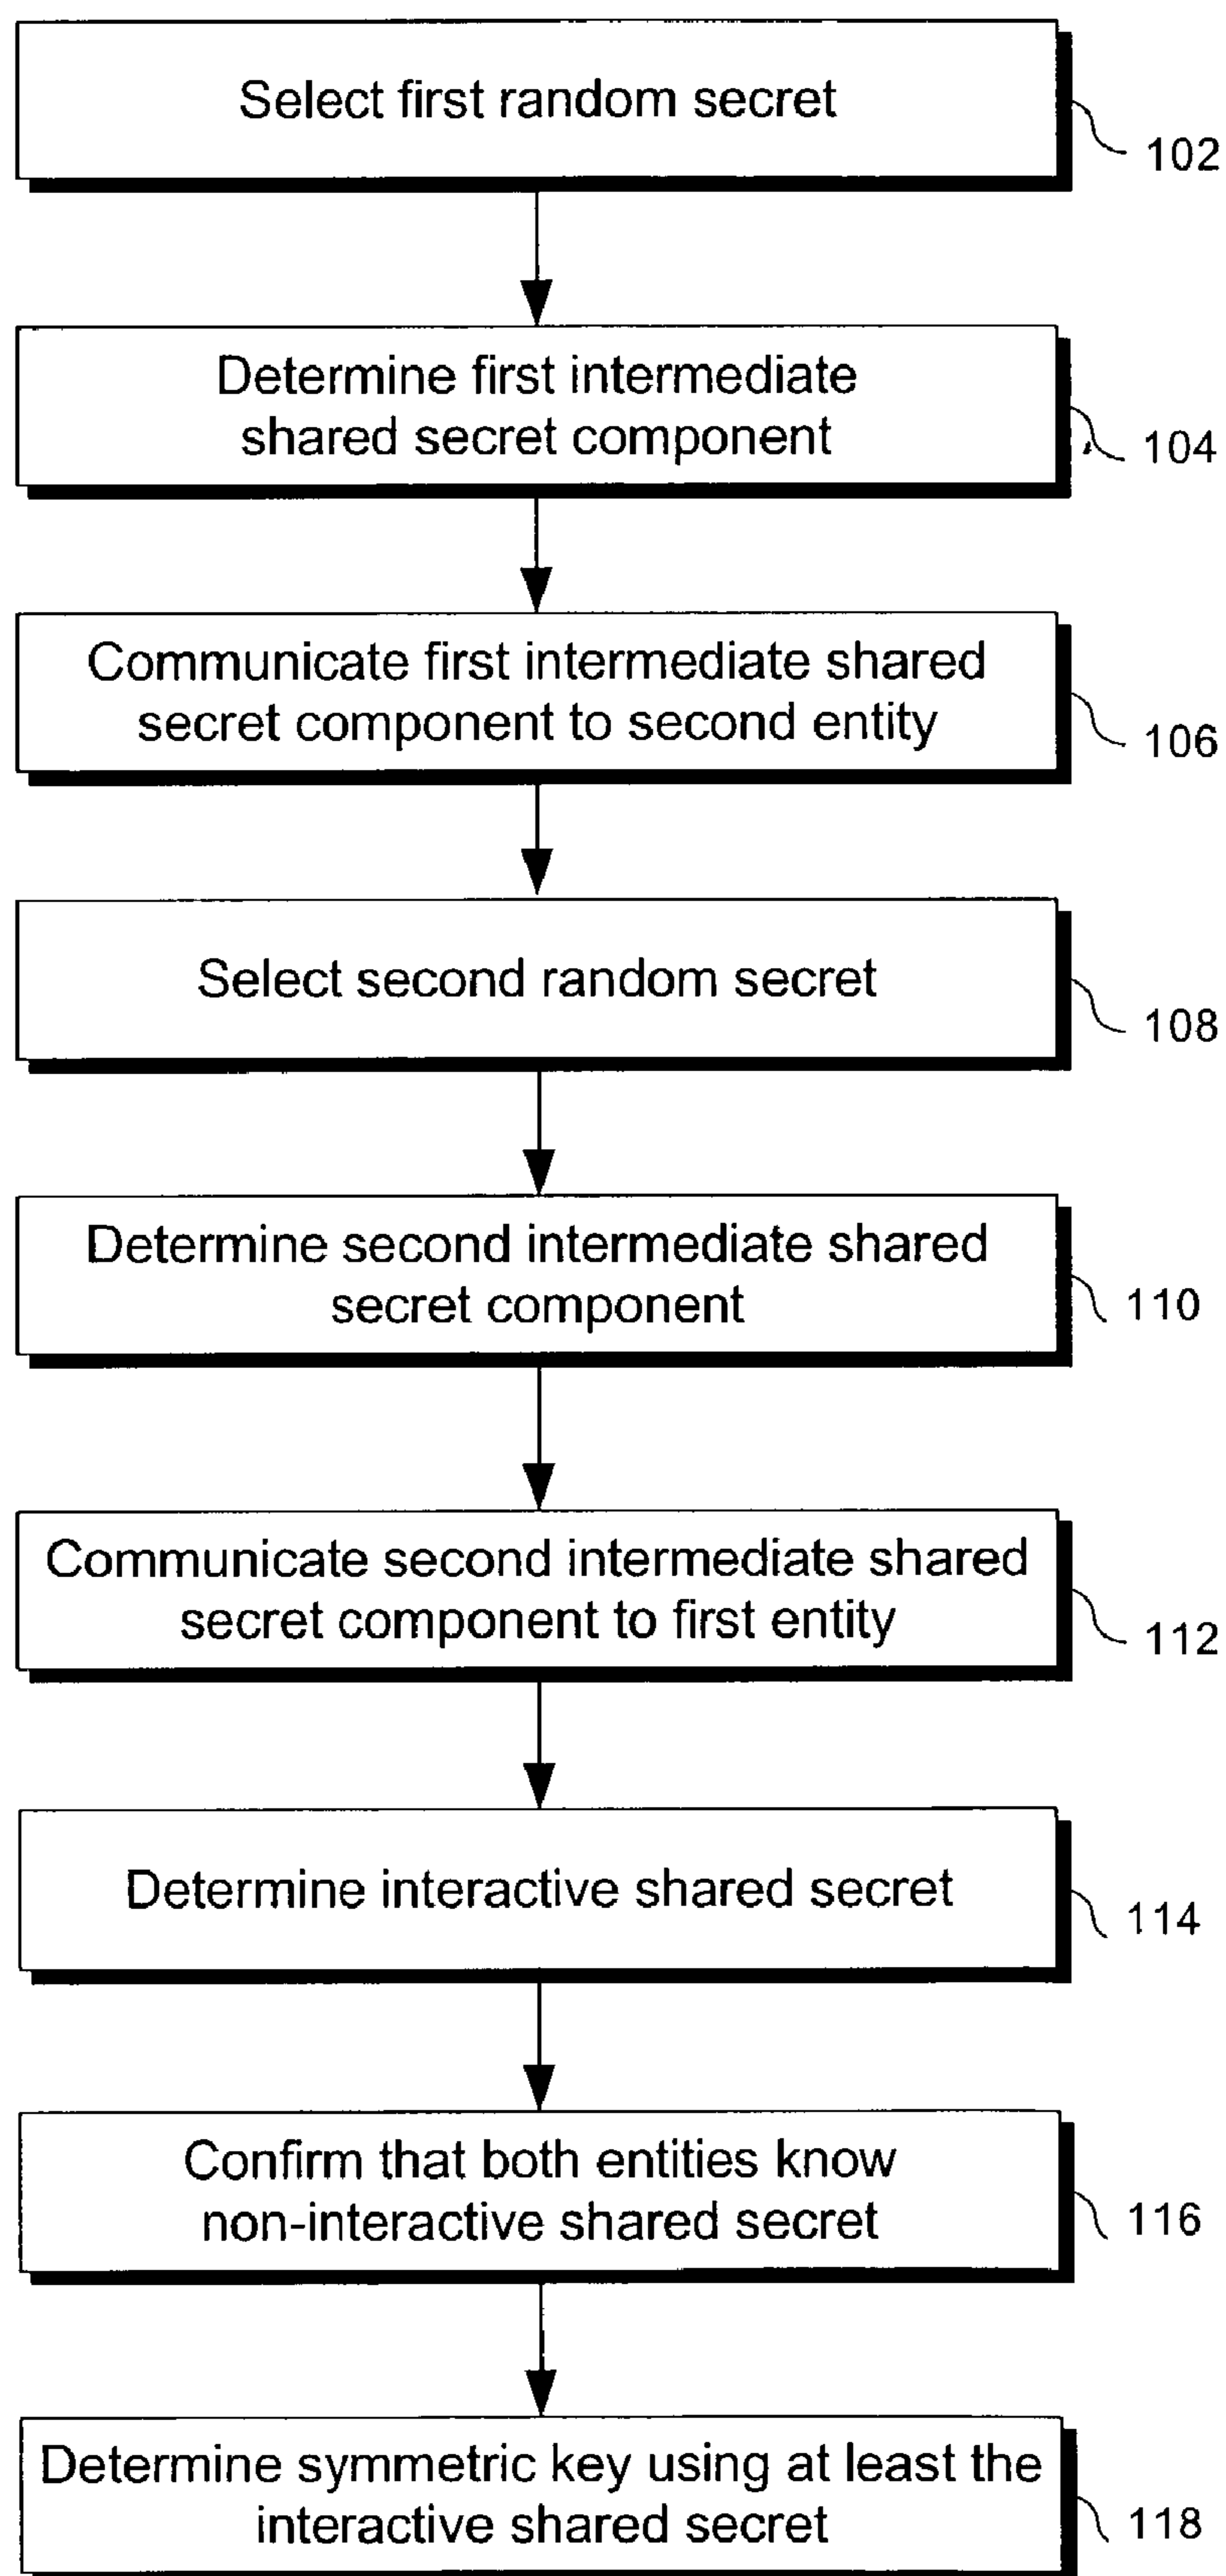 Select first random secret
102
Determine first intermediate
shared secret component
104
Communicate first intermediate shared
secret component to second entity
106
Select second random secret
108
Determine second intermediate shared
secret component
110
Communicate second intermediate shared
secret component to first entity
112
Determine interactive shared secret
114
Confirm that both entities know
non-interactive shared secret
116
Determine symmetric key using at least the
interactive shared secret
118